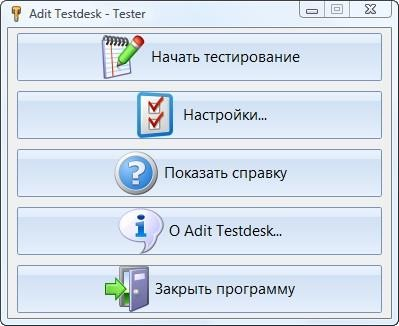 Adit Testdesk - Tester
Начать тестирование
Настройки...
Показать справку
О Adit Testdesk...
Закрыть программу